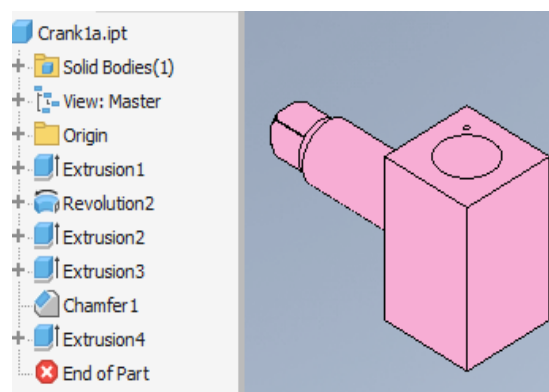 Crank1a.ipt
Solid Bodies(1)
View: Master
Origin
Extrusion1
Revolution2
Extrusion2
Extrusion3
Chamfer1
Extrusion4
End of Part